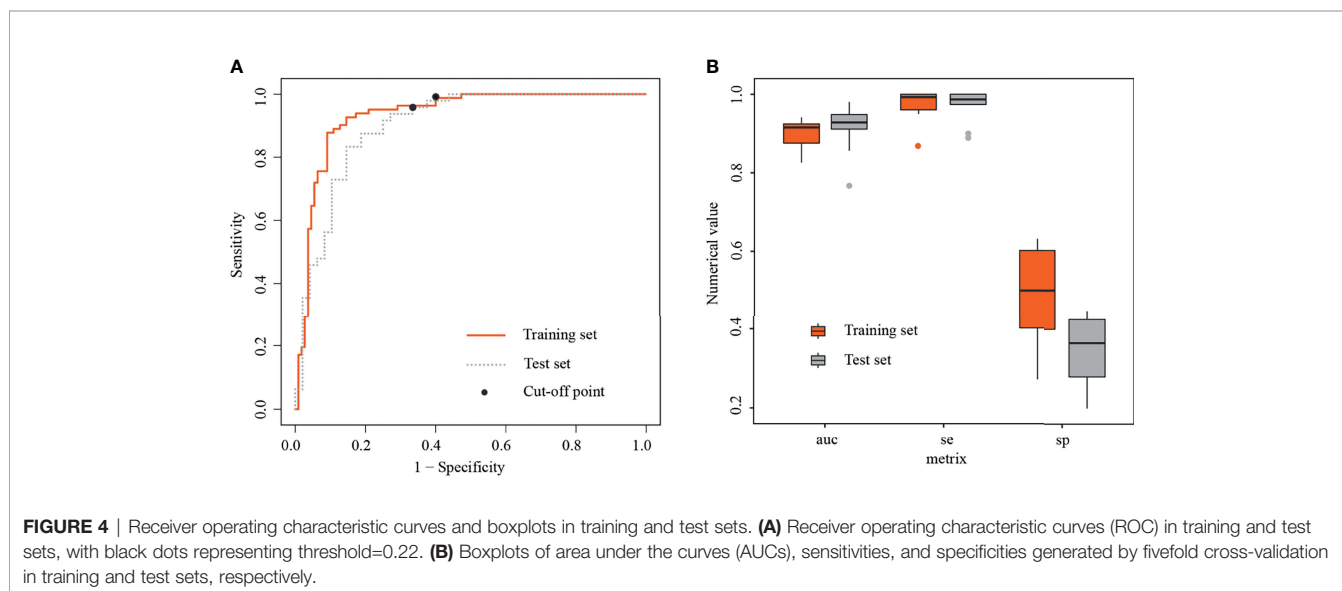 A
Sensitivity
0.0 0.2 0.4 0.6 0.8 1.0
Training set
Test set
Cut-off point
0.0 0.2 0.4 0.6 0.8 1.0
1 − Specificity
B
Numerical value
0.2 0.4 0.6 0.8 1.0
Training set
Test set
auc se sp
metrix
FIGURE 4 | Receiver operating characteristic curves and boxplots in training and test sets. (A) Receiver operating characteristic curves (ROC) in training and test
sets, with black dots representing threshold=0.22. (B) Boxplots of area under the curves (AUCs), sensitivities, and specificities generated by fivefold cross-validation
in training and test sets, respectively.